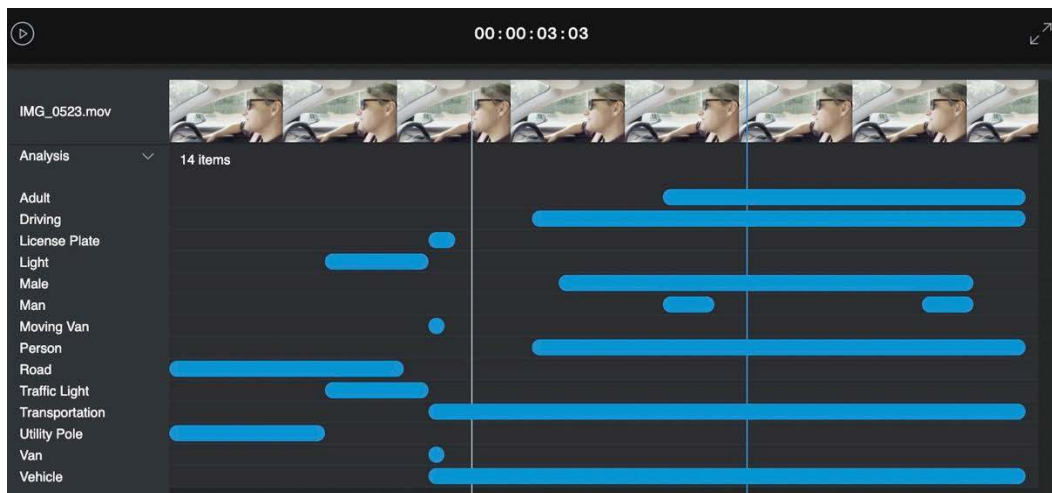 00:00:03:03
IMG_0523.mov
Analysis
14 items
Adult
Driving
License Plate
Light
Male
Man
Moving Van
Person
Road
Traffic Light
Transportation
Utility Pole
Van
Vehicle